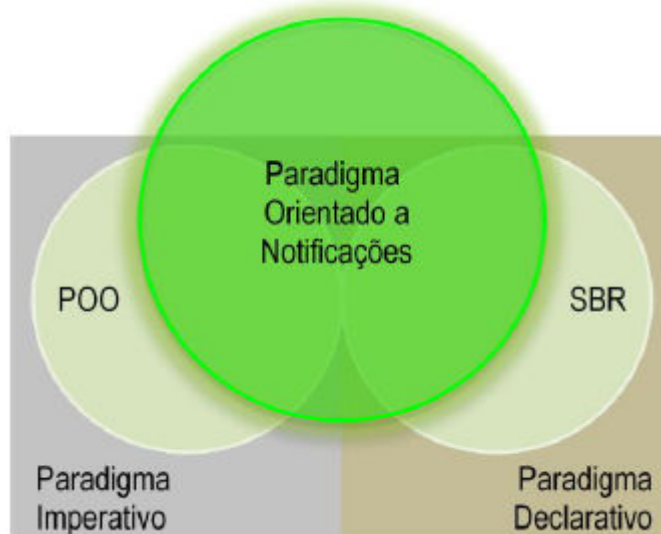 Paradigma
Orientado a
Notificações
POO
SBR
Paradigma
Imperativo
Paradigma
Declarativo